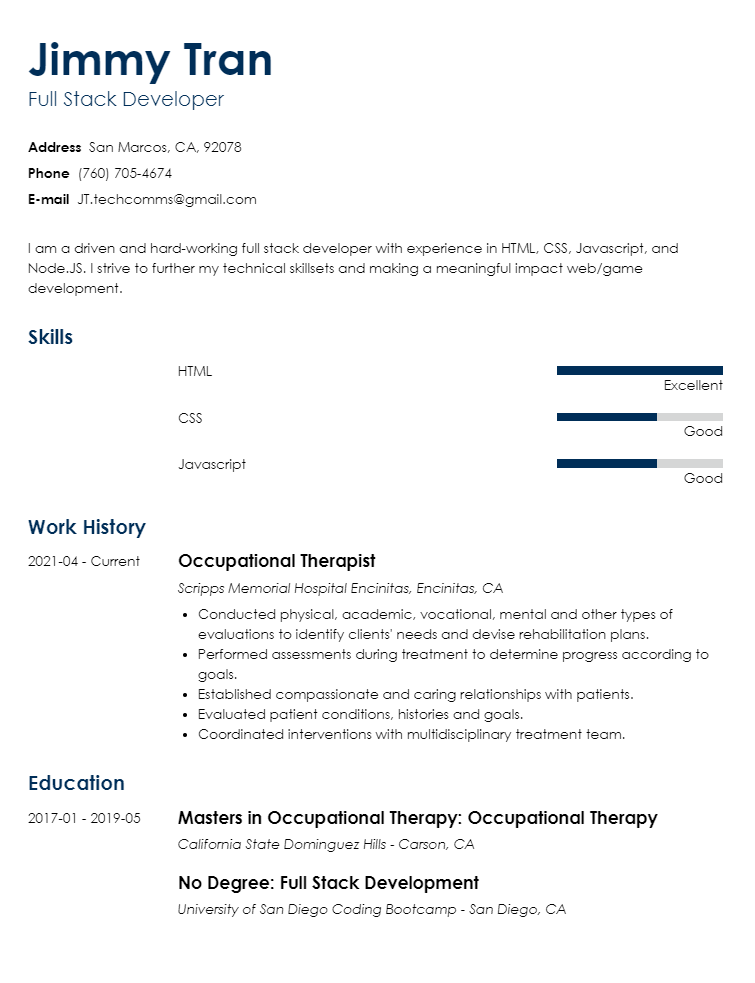 Jimmy Tran
Full Stack Developer
Address San Marcos, CA, 92078
Phone (760) 705-4674
E-mail JT.techcomms@gmail.com
I am a driven and hard-working full stack developer with experience in HTML, CSS, Javascript, and
Node.JS. I strive to further my technical skillsets and making a meaningful impact web/game
development.
Skills
HTML
Excellent
CSS
Good
Javascript
Good
Work History
2021-04 - Current
Occupational Therapist
Scripps Memorial Hospital Encinitas, Encinitas, CA
• Conducted physical, academic, vocational, mental and other types of
evaluations to identify clients' needs and devise rehabilitation plans.
• Performed assessments during treatment to determine progress according to
goals.
• Established compassionate and caring relationships with patients.
• Evaluated patient conditions, histories and goals.
• Coordinated interventions with multidisciplinary treatment team.
Education
2017-01 - 2019-05
Masters in Occupational Therapy: Occupational Therapy
California State Dominguez Hills - Carson, CA
No Degree: Full Stack Development
University of San Diego Coding Bootcamp - San Diego, CA